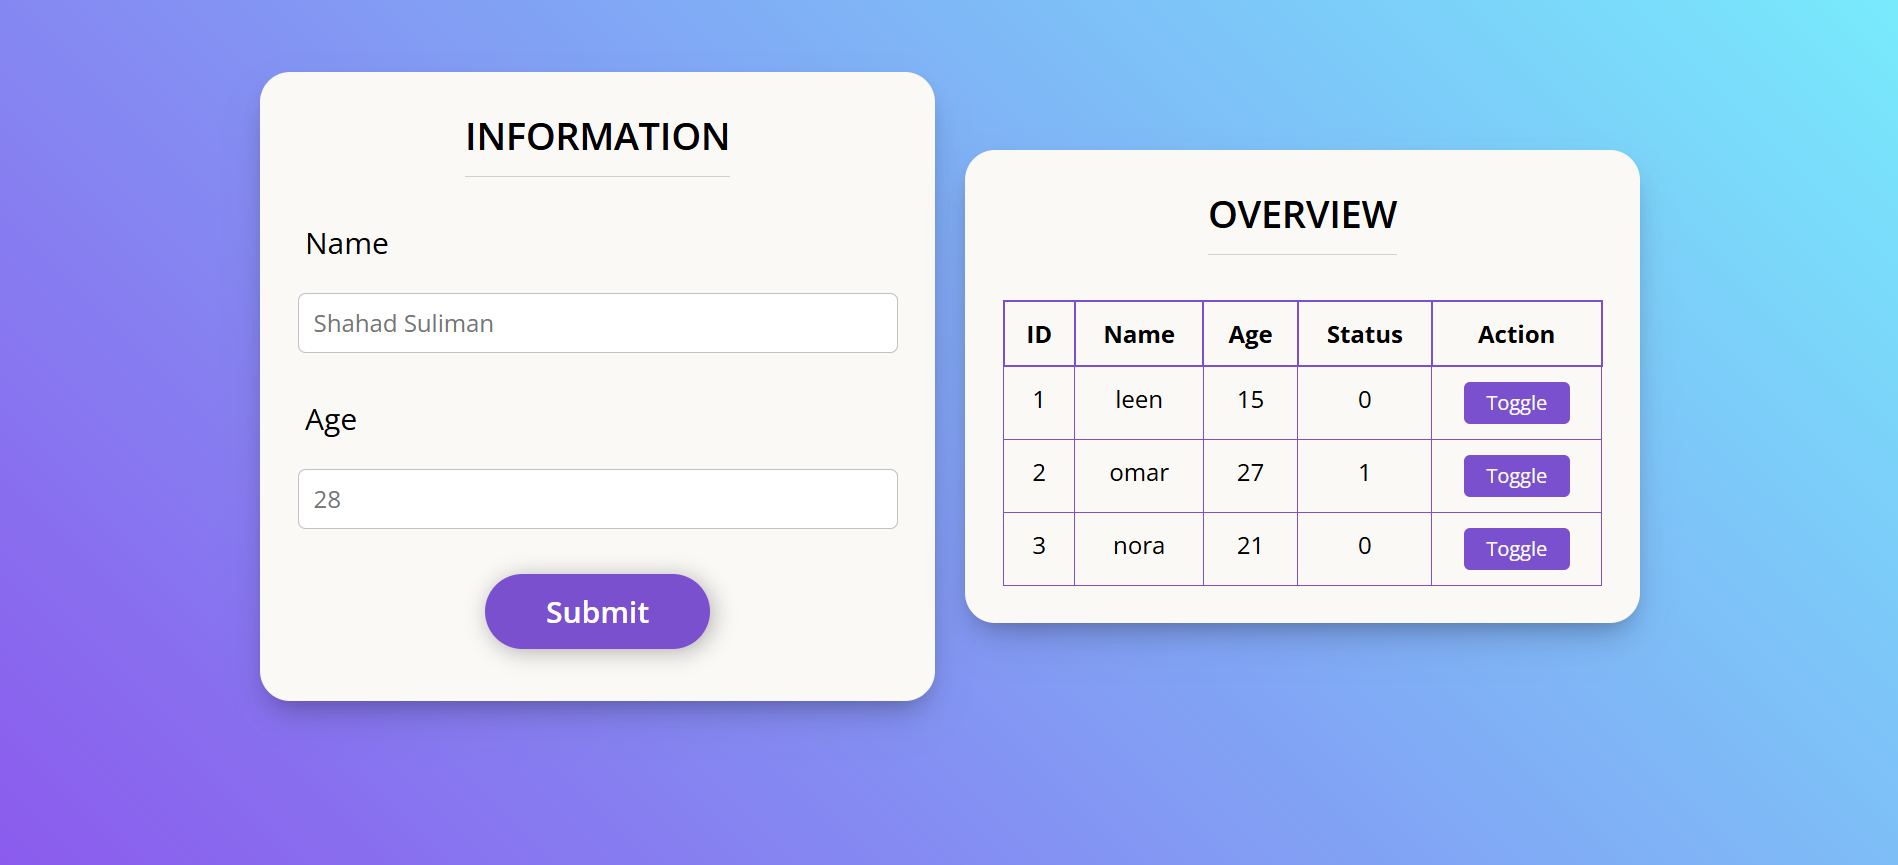 INFORMATION
Name
Shahad Suliman
Age
28
Submit
OVERVIEW
ID Name Age Status Action
1 leen 15 0 Toggle
2 omar 27 1 Toggle
3 nora 21 0 Toggle